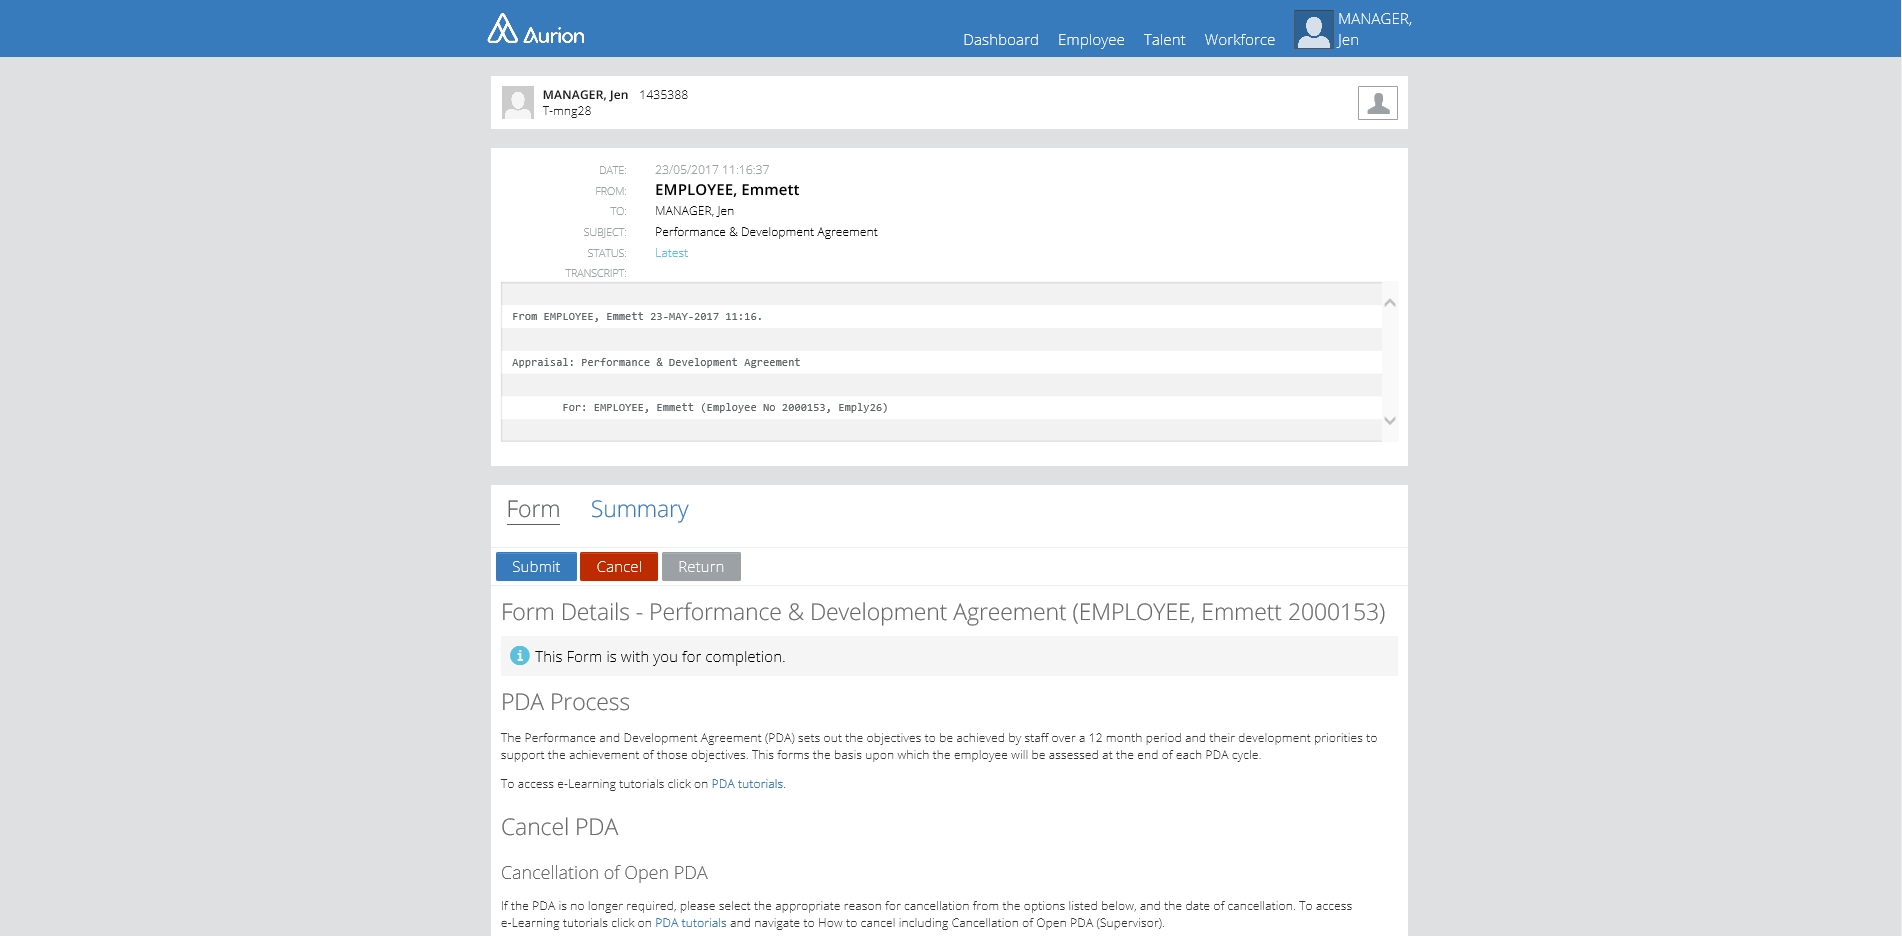 Aurion
Dashboard Employee Talent Workforce
MANAGER,
Jen
MANAGER, Jen 1435388
T-mng28
DATE: 23/05/2017 11:16:37
FROM: EMPLOYEE, Emmett
TO: MANAGER, Jen
SUBJECT: Performance & Development Agreement
STATUS: Latest
TRANSCRIPT:
From EMPLOYEE, Emmett 23-MAY-2017 11:16.
Appraisal: Performance & Development Agreement
For: EMPLOYEE, Emmett (Employee No 2000153, Emply26)
Form Summary
Submit Cancel Return
Form Details - Performance & Development Agreement (EMPLOYEE, Emmett 2000153)
This Form is with you for completion.
PDA Process
The Performance and Development Agreement (PDA) sets out the objectives to be achieved by staff over a 12 month period and their development priorities to
support the achievement of those objectives. This forms the basis upon which the employee will be assessed at the end of each PDA cycle.
To access e-Learning tutorials click on PDA tutorials.
Cancel PDA
Cancellation of Open PDA
If the PDA is no longer required, please select the appropriate reason for cancellation from the options listed below, and the date of cancellation. To access
e-Learning tutorials click on PDA tutorials and navigate to How to cancel including Cancellation of Open PDA (Supervisor).